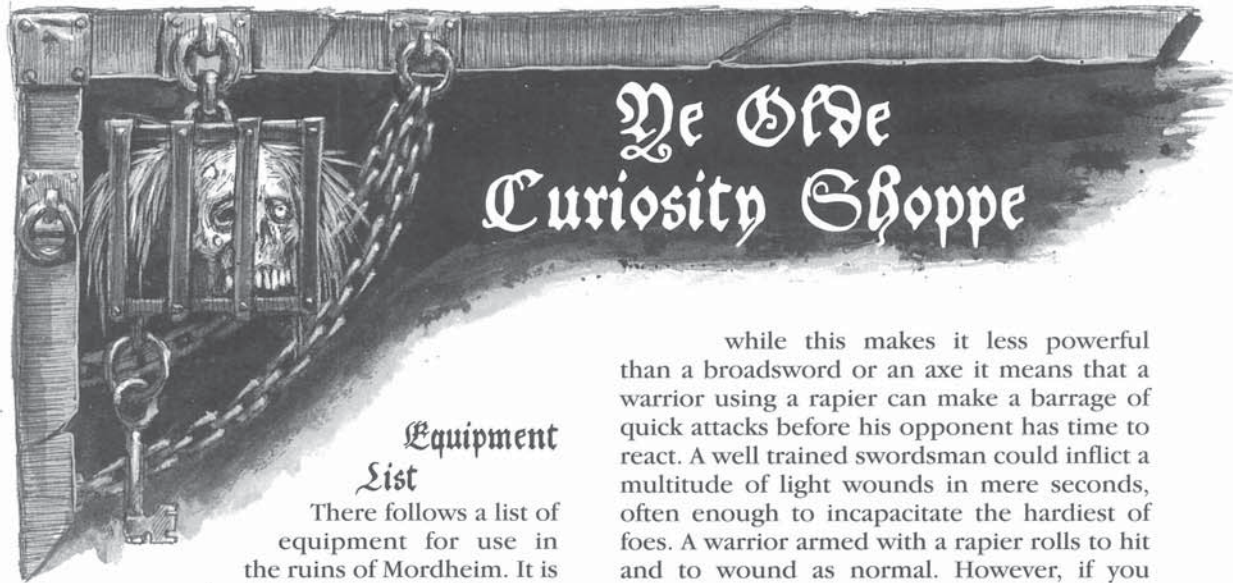 Ye Olde
Curiosity Shoppe
Equipment
List
There follows a list of
equipment for use in
the ruins of Mordheim. It is
while this makes it less powerful
than a broadsword or an axe it means that a
warrior using a rapier can make a barrage of
quick attacks before his opponent has time to
react. A well trained swordsman could inflict a
multitude of light wounds in mere seconds,
often enough to incapacitate the hardiest of
foes. A warrior armed with a rapier rolls to hit
and to wound as normal. However, if you